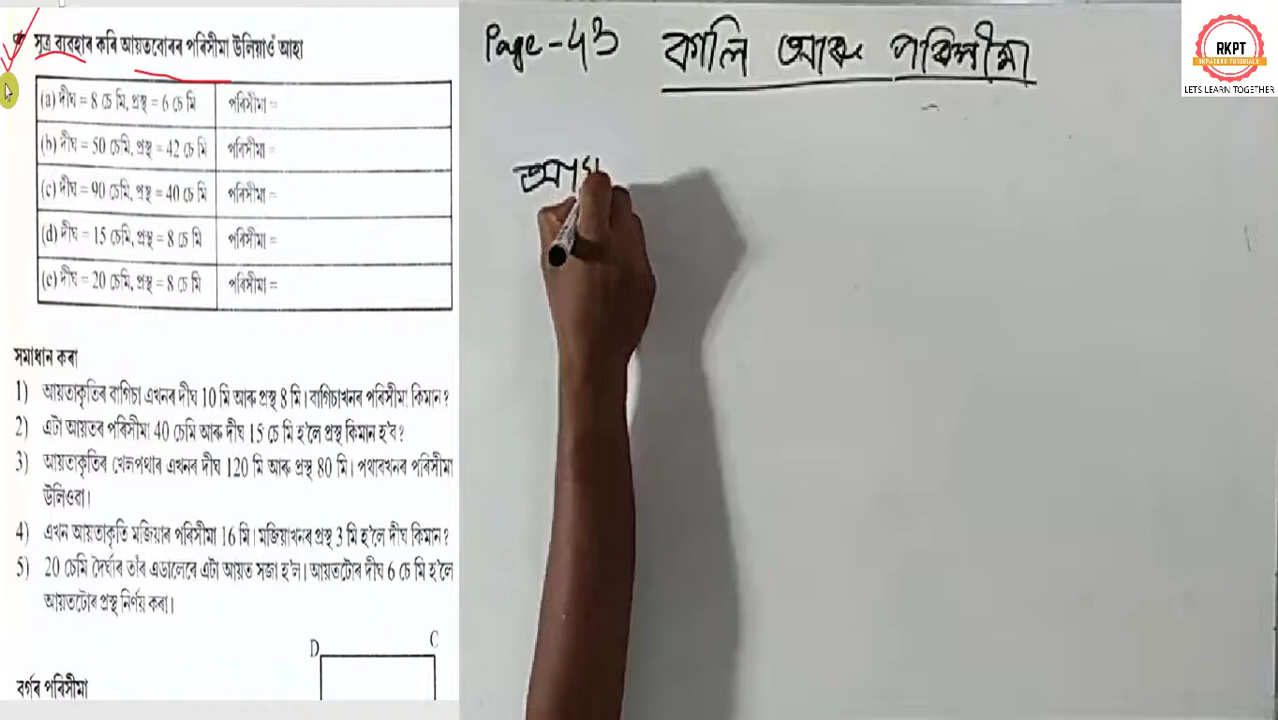 সূত্ৰ ব্যবহাৰ কৰি আয়তবোৰৰ পৰিসীমা উলিয়াওঁ আহা
(a) দীঘ = 8 চে মি, প্ৰস্থ = 6 চে মি
পৰিসীমা =
(b) দীঘ = 50 চেমি, প্ৰস্থ = 42 চে মি
পৰিসীমা =
(c) দীঘ = 90 চেমি, প্ৰস্থ = 40 চে মি
পৰিসীমা =
(d) দীঘ = 15 চেমি, প্ৰস্থ = 8 চে মি
পৰিসীমা =
(e) দীঘ = 20 চেমি, প্ৰস্থ = 8 চে মি
পৰিসীমা =
সমাধান কৰা
1) আয়তাকৃতিৰ বাগিচা এখনৰ দীঘ 10 মি আৰু প্ৰস্থ 8 মি। বাগিচাখনৰ পৰিসীমা কিমান?
2) এটা আয়তৰ পৰিসীমা 40 চেমি আৰু দীঘ 15 চে মি হ'লে প্ৰস্থ কিমান হ'ব?
3) আয়তাকৃতিৰ খেলপথাৰ এখনৰ দীঘ 120 মি আৰু প্ৰস্থ 80 মি। পথাৰখনৰ পৰিসীমা
উলিওৱা।
4) এখন আয়তাকৃতি মজিয়াৰ পৰিসীমা 16 মি। মজিয়াখনৰ প্ৰস্থ 3 মি হ'লে দীঘ কিমান?
5) 20 চেমি দৈৰ্ঘ্যৰ তাঁৰ এডালেৰে এটা আয়ত সজা হ'ল। আয়তটোৰ দীঘ 6 চে মি হ'লে
আয়তটোৰ প্ৰস্থ নিৰ্ণয় কৰা।
D C
বৰ্গৰ পৰিসীমা
Page-43 কালি আৰু পৰিসীমা
আয়
RKPT
RKPATHS TUTORIALS
LETS LEARN TOGETHER